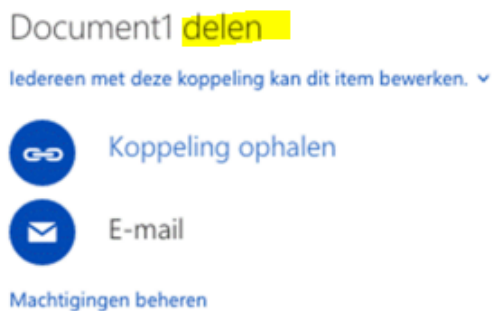 Document1 delen
Iedereen met deze koppeling kan dit item bewerken.
Koppeling ophalen
E-mail
Machtigingen beheren